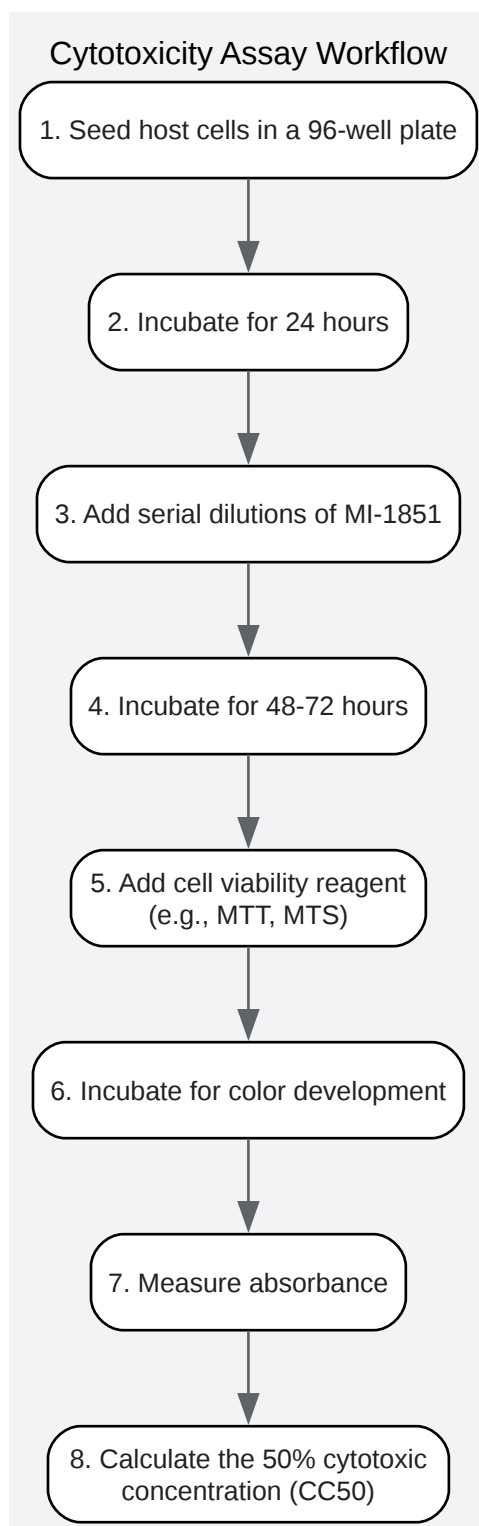 Cytotoxicity Assay Workflow
1. Seed host cells in a 96-well plate
2. Incubate for 24 hours
3. Add serial dilutions of MI-1851
4. Incubate for 48-72 hours
5. Add cell viability reagent
(e.g., MTT, MTS)
6. Incubate for color development
7. Measure absorbance
8. Calculate the 50% cytotoxic
concentration (CC50)